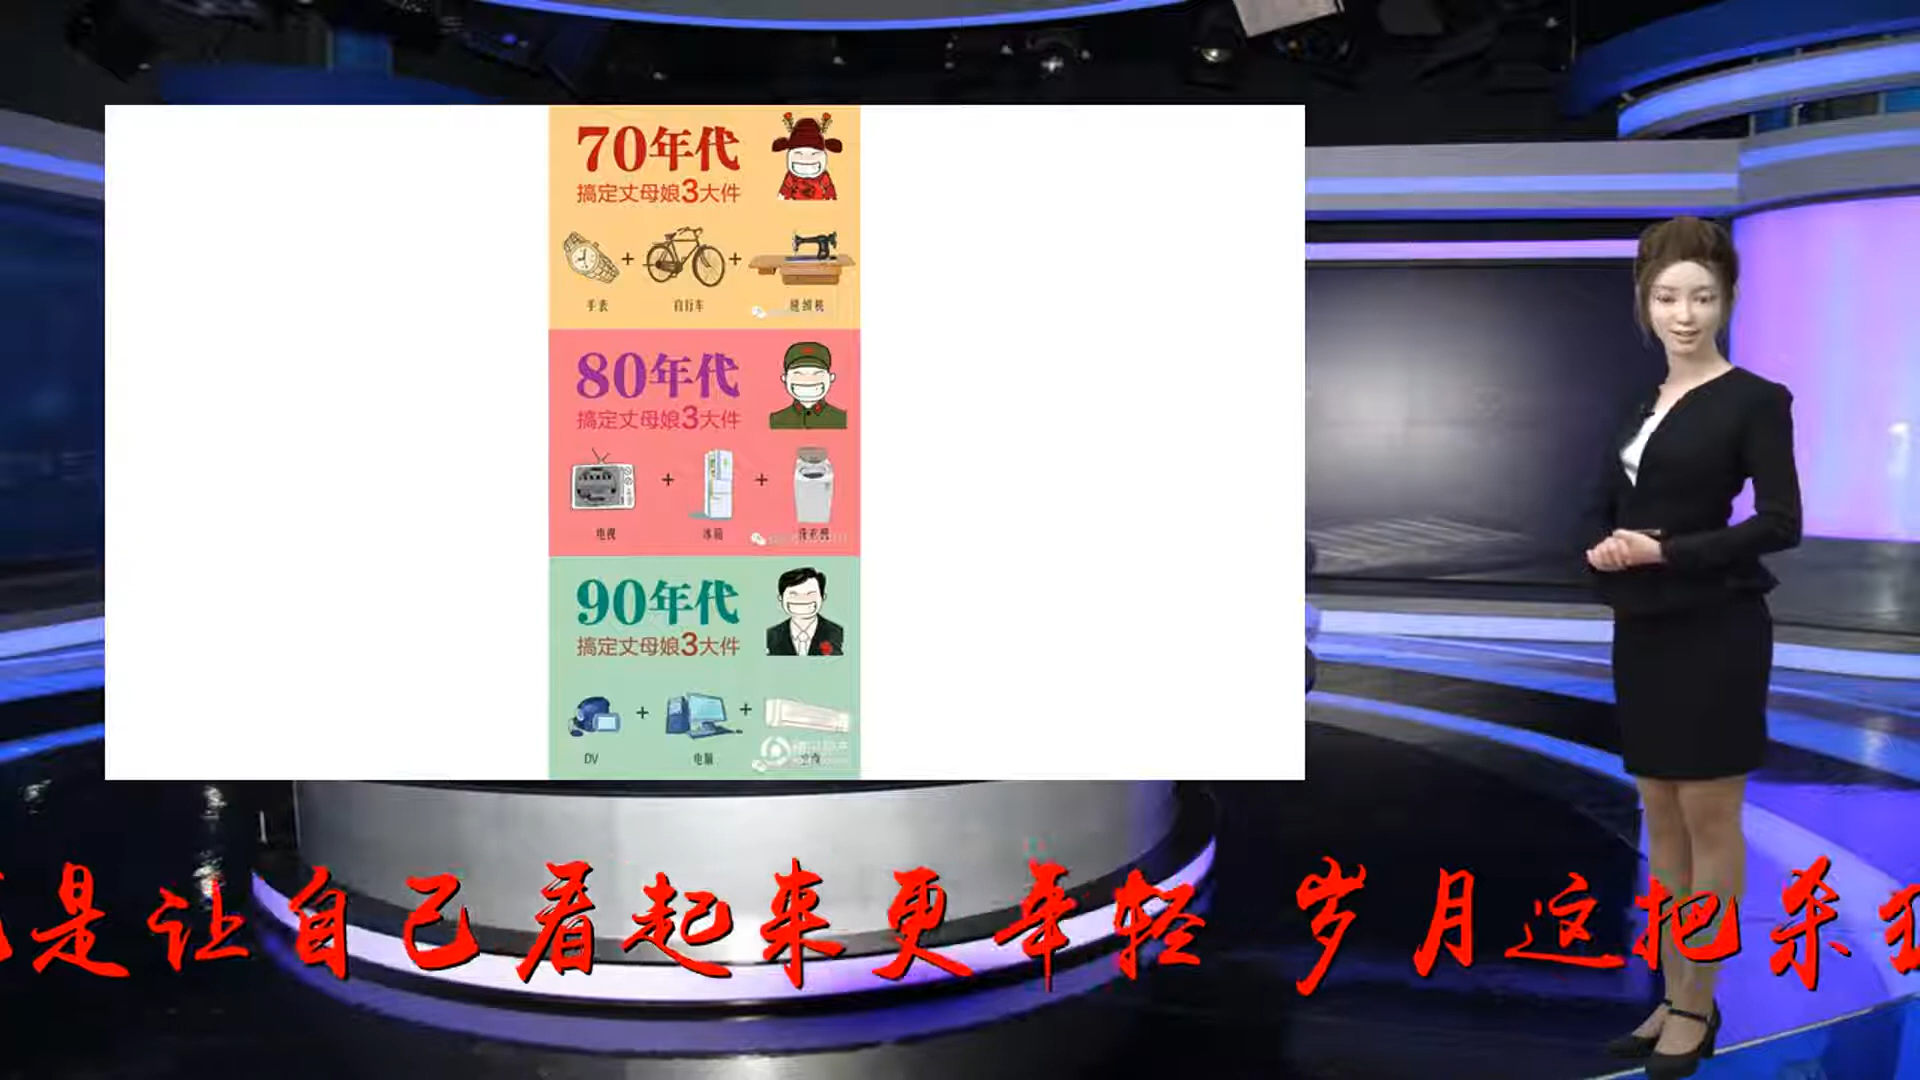 70年代
搞定丈母娘3大件
手表 + 自行车 + 缝纫机
80年代
搞定丈母娘3大件
电视 + 冰箱 + 洗衣机
90年代
搞定丈母娘3大件
DV + 电脑 + 空调
是让自己看起来更年轻 岁月这把杀